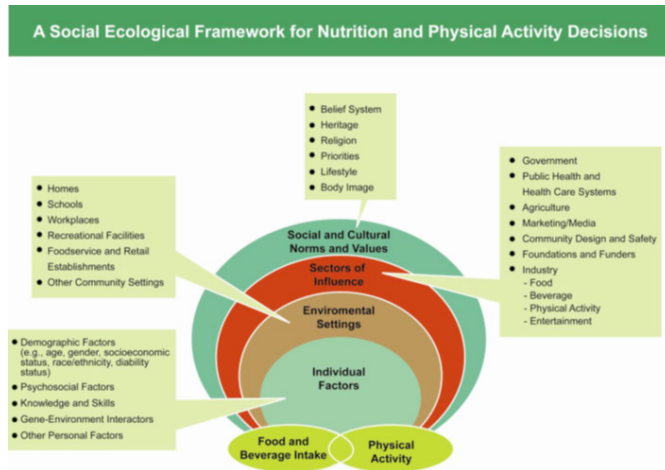 A Social Ecological Framework for Nutrition and Physical Activity Decisions
Belief System
Heritage
Religion
Priorities
Lifestyle
Body Image
Homes
Schools
Workplaces
Recreational Facilities
Foodservice and Retail
Establishments
Other Community Settings
Government
Public Health and
Health Care Systems
Agriculture
Marketing/Media
Community Design and Safety
Foundations and Funders
Industry
- Food
- Beverage
- Physical Activity
- Entertainment
Social and Cultural
Norms and Values
Sectors of
Influence
Enviromental
Settings
Individual
Factors
Demographic Factors
(e.g., age, gender, socioeconomic
status, race/ethnicity, diability
status)
Psychosocial Factors
Knowledge and Skills
Gene-Environment Interactors
Other Personal Factors
Food and
Beverage Intake
Physical
Activity